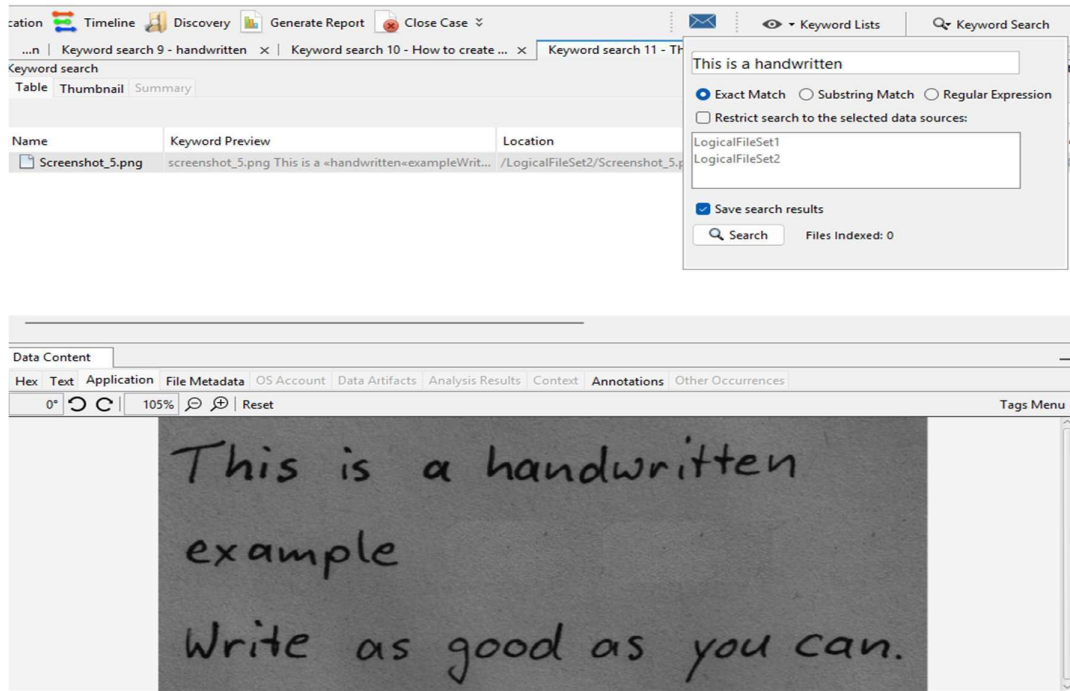 cation Timeline Discovery Generate Report Close Case Keyword Lists Keyword Search
...n Keyword search 9 - handwritten x Keyword search 10 - How to create ... x Keyword search 11 - Th
Keyword search
Table Thumbnail Summary
Name Keyword Preview Location
Screenshot_5.png screenshot_5.png This is a «handwritten«exampleWrit... /LogicalFileSet2/Screenshot_5.p
This is a handwritten
Exact Match Substring Match Regular Expression
Restrict search to the selected data sources:
LogicalFileSet1
LogicalFileSet2
Save search results
Search Files Indexed: 0
Data Content
Hex Text Application File Metadata OS Account Data Artifacts Analysis Results Context Annotations Other Occurrences
0° 105% Reset Tags Menu
This is a handwritten
example
Write as good as you can.